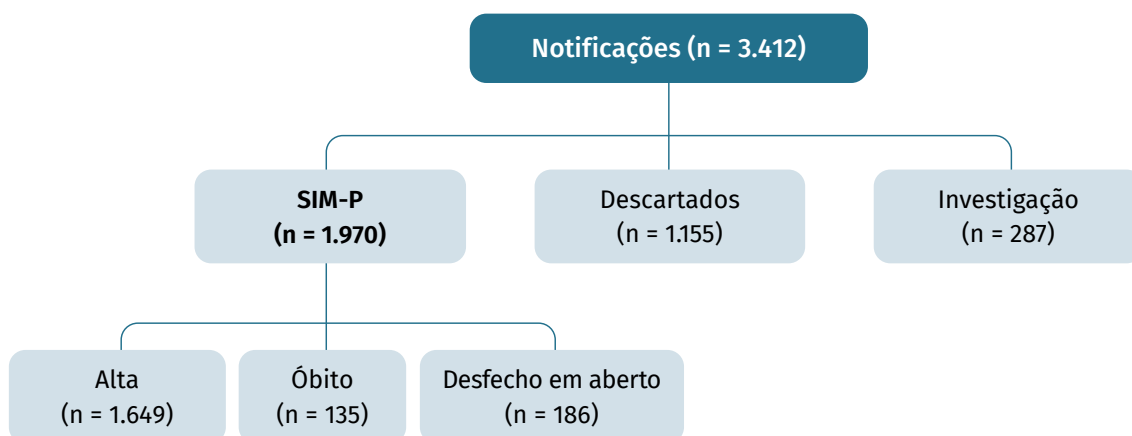 Notificações (n = 3.412)
SIM-P
(n = 1.970)
Descartados
(n = 1.155)
Investigação
(n = 287)
Alta
(n = 1.649)
Óbito
(n = 135)
Desfecho em aberto
(n = 186)